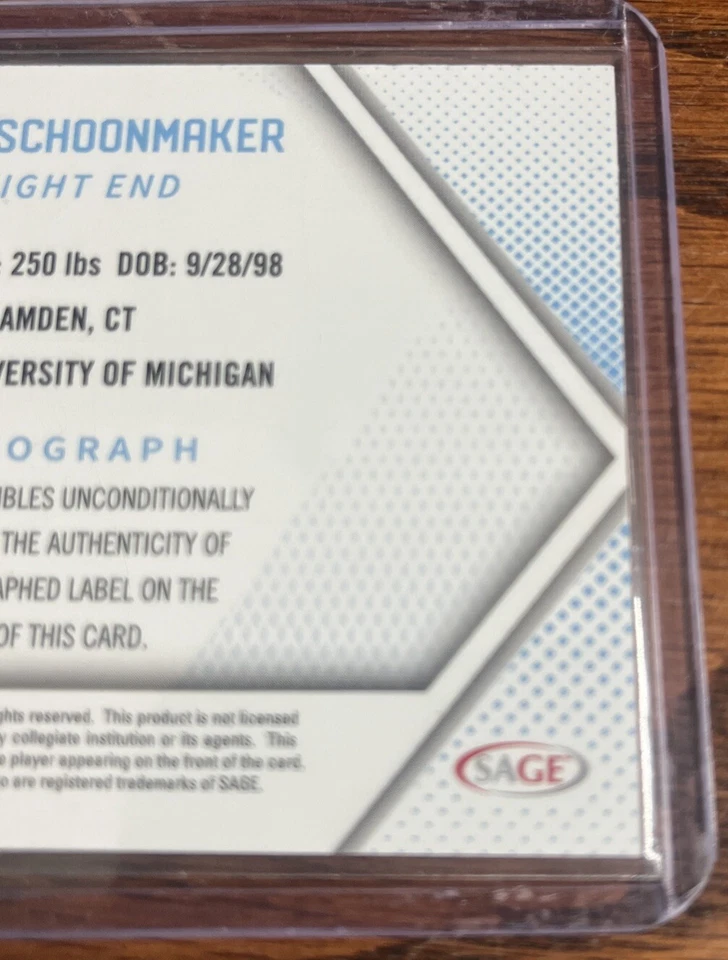 SCHOONMAKER
IGHT END
: 250 lbs DOB: 9/28/98
AMDEN, CT
VERSITY OF MICHIGAN
OGRAPH
IBLES UNCONDITIONALLY
THE AUTHENTICITY OF
APHED LABEL ON THE
OF THIS CARD.
ghts reserved. This product is not licensed
y collegiate institution or its agents. This
o player appearing on the front of the card.
o are registered trademarks of SAGE.
SAGE